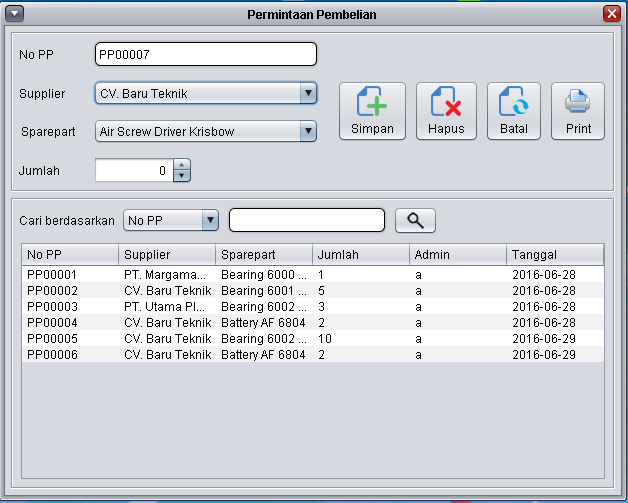 Permintaan Pembelian
No PP PP00007
Supplier CV. Baru Teknik
Sparepart Air Screw Driver Krisbow
Simpan Hapus Batal Print
Jumlah 0
Cari berdasarkan No PP
No PP Supplier Sparepart Jumlah Admin Tanggal
PP00001 PT. Margama... Bearing 6000 ... 1 a 2016-06-28
PP00002 CV. Baru Teknik Bearing 6001 ... 5 a 2016-06-28
PP00003 PT. Utama Pl... Bearing 6002 ... 3 a 2016-06-28
PP00004 CV. Baru Teknik Battery AF 6804 2 a 2016-06-28
PP00005 CV. Baru Teknik Bearing 6002 ... 10 a 2016-06-29
PP00006 CV. Baru Teknik Battery AF 6804 2 a 2016-06-29